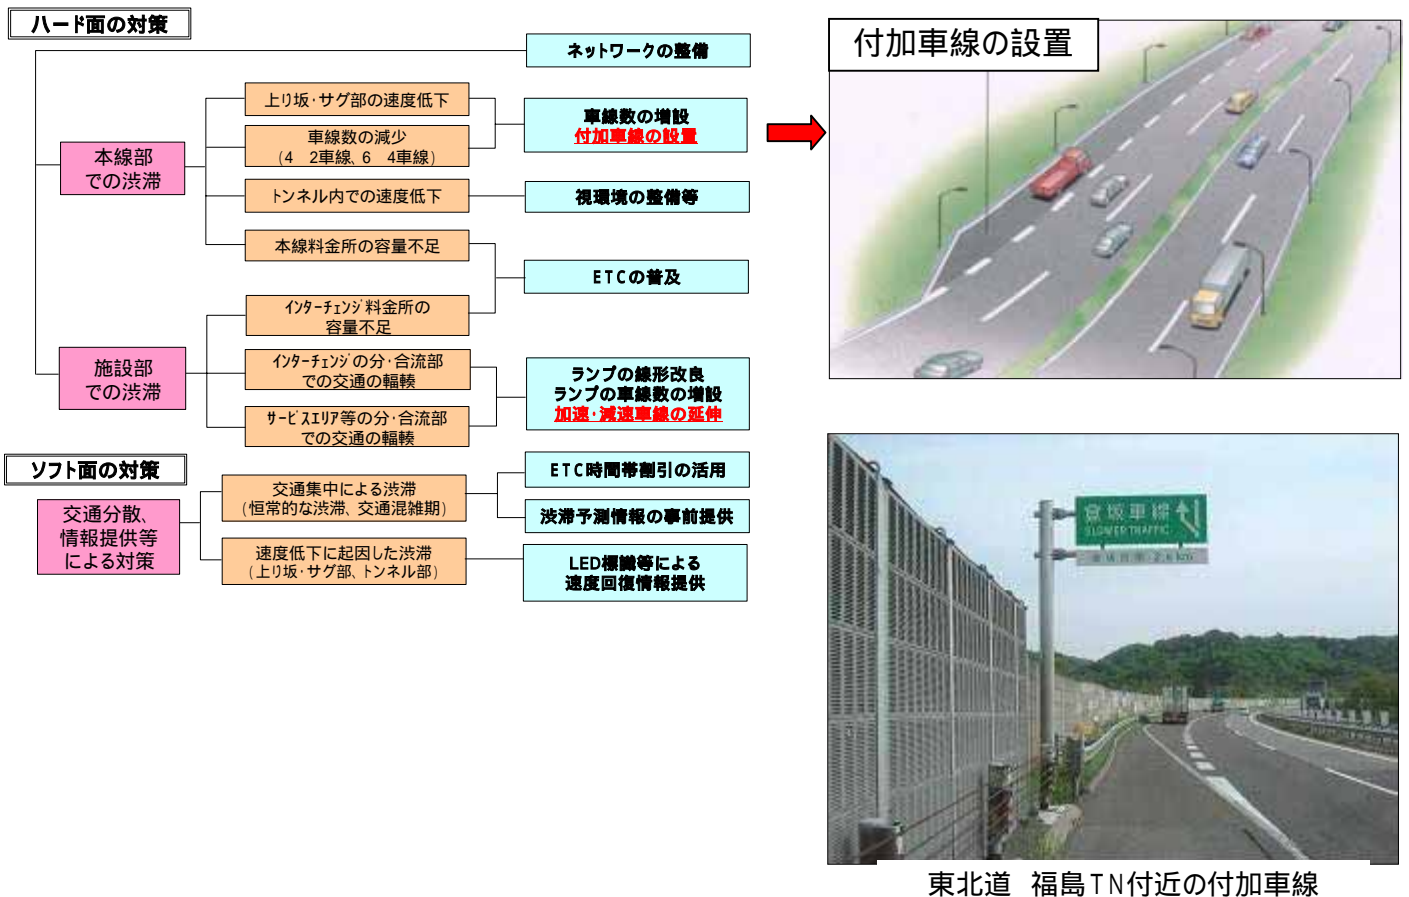 ハード面の対策
ネットワークの整備
本線部
での渋滞
上り坂・サグ部の速度低下
車線数の減少
(4　2車線、6　4車線)
車線数の増設
付加車線の設置
トンネル内での速度低下
視環境の整備等
本線料金所の容量不足
ETCの普及
施設部
での渋滞
インターチェンジ料金所の
容量不足
インターチェンジの分・合流部
での交通の輻輳
サービスエリア等の分・合流部
での交通の輻輳
ランプの線形改良
ランプの車線数の増設
加速・減速車線の延伸
ソフト面の対策
交通分散、
情報提供等
による対策
交通集中による渋滞
(恒常的な渋滞、交通混雑期)
ETC時間帯割引の活用
渋滞予測情報の事前提供
速度低下に起因した渋滞
(上り坂・サグ部、トンネル部)
LED標識等による
速度回復情報提供
付加車線の設置
登坂車線
SLOWER TRAFFIC
東北道　福島TN付近の付加車線